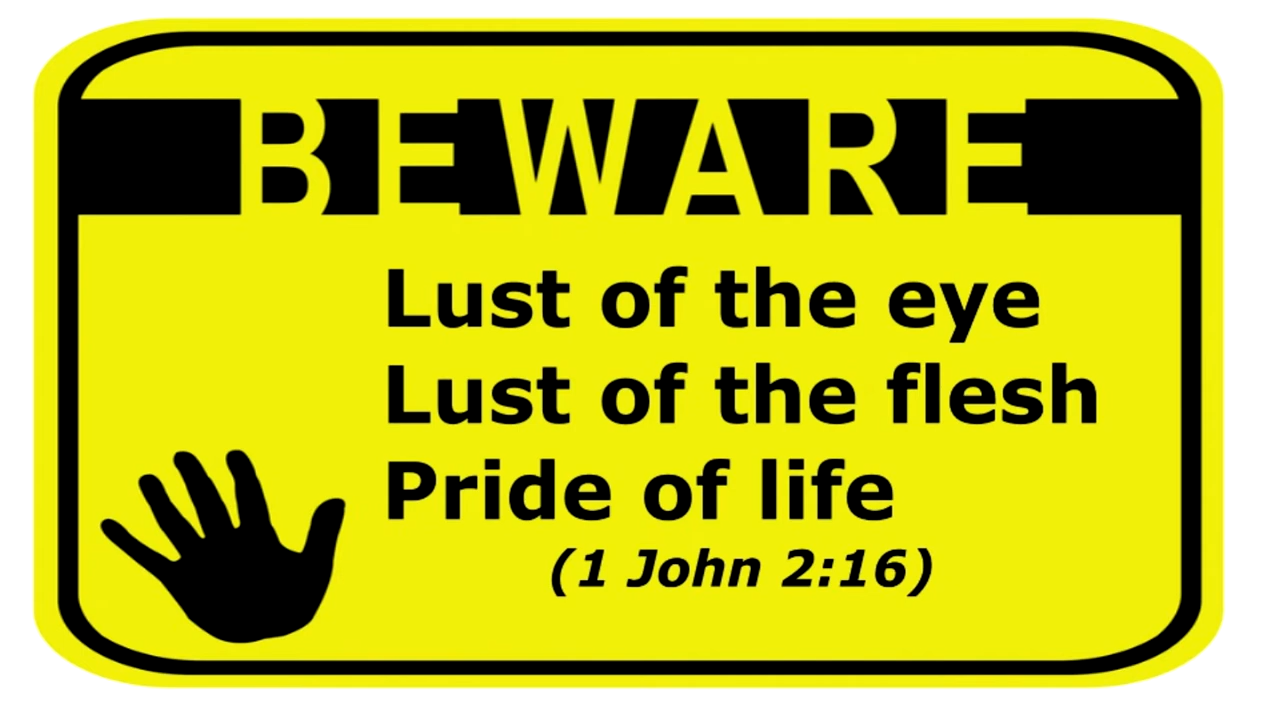 BEWARE
Lust of the eye
Lust of the flesh
Pride of life
(1 John 2:16)